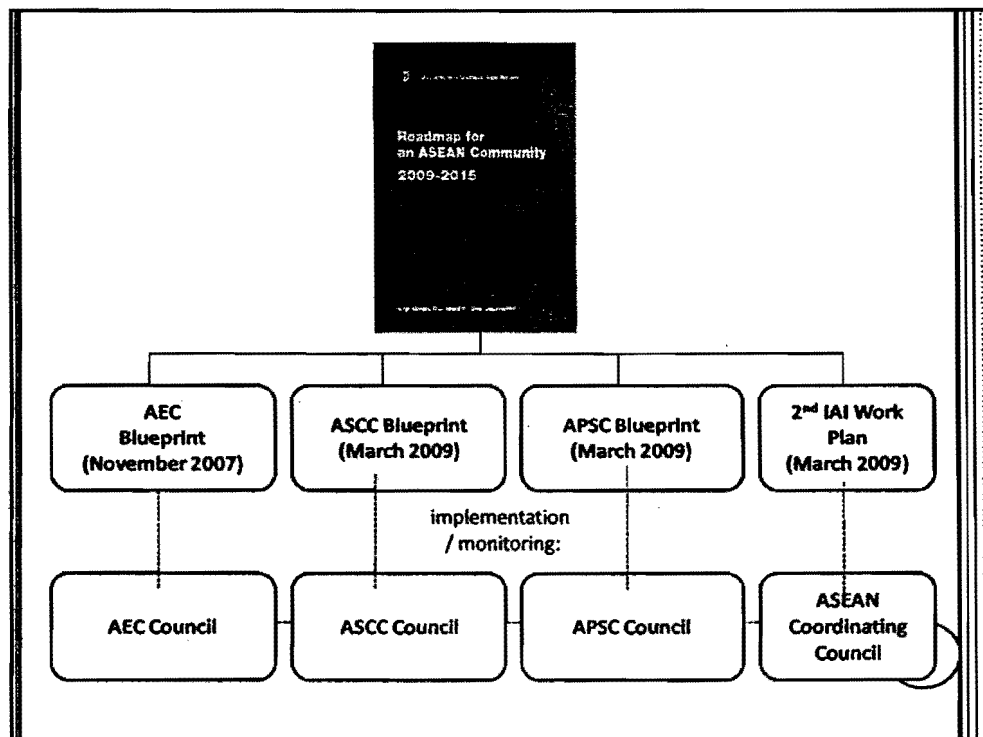 Roadmap for
an ASEAN Community
2009-2015
AEC
Blueprint
(November 2007)
ASCC Blueprint
(March 2009)
APSC Blueprint
(March 2009)
2nd IAI Work
Plan
(March 2009)
implementation
/ monitoring:
AEC Council
ASCC Council
APSC Council
ASEAN
Coordinating
Council